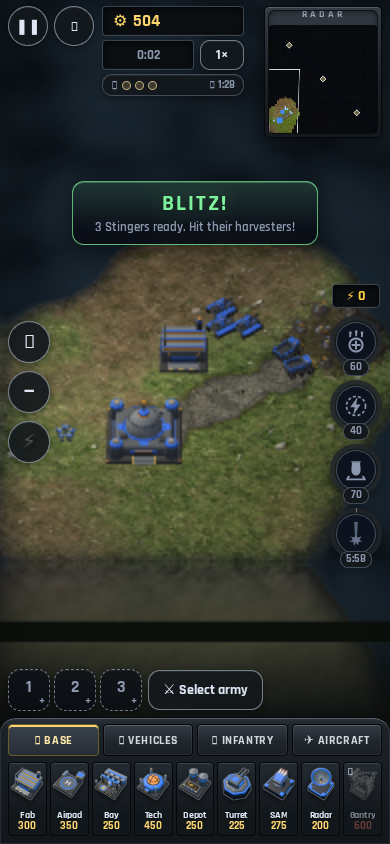 504
RADAR
0:02
1×
1:28
BLITZ!
3 Stingers ready. Hit their harvesters!
0
60
40
70
5:58
1 +
2 +
3 +
Select army
BASE
VEHICLES
INFANTRY
AIRCRAFT
Fab
Airpad
Bay
Tech
Depot
Turret
SAM
Radar
Gantry
300
350
250
450
250
225
275
200
600